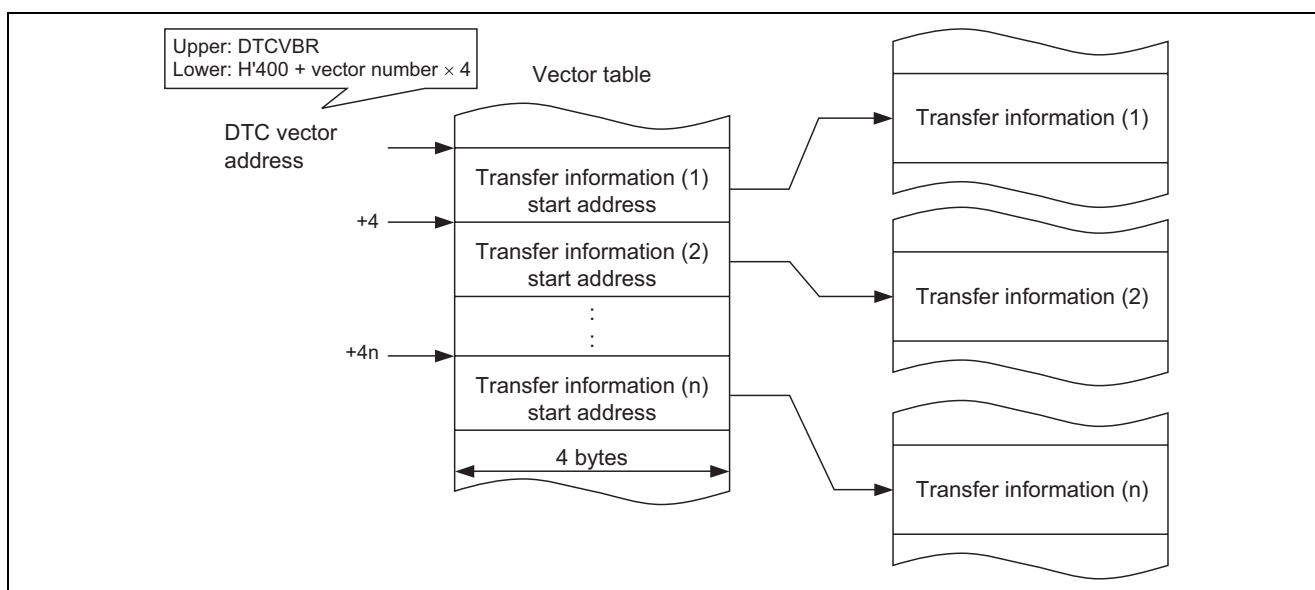 Upper: DTCVBR
Lower: H'400 + vector number × 4
DTC vector
address
Vector table
Transfer information (1)
start address
+4
Transfer information (2)
start address
:
:
+4n
Transfer information (n)
start address
4 bytes
Transfer information (1)
Transfer information (2)
Transfer information (n)